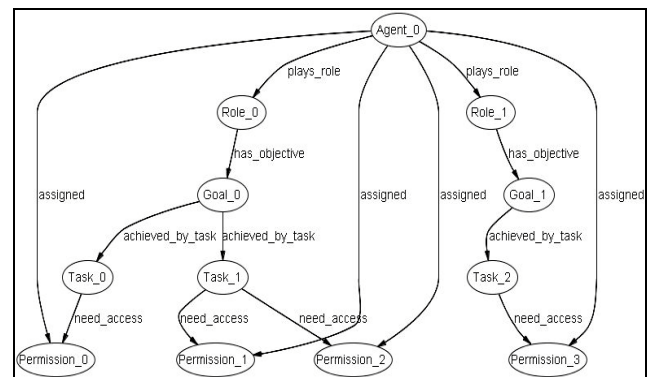 Agent_0
plays_role plays_role
Role_0 Role_1
has_objective has_objective
assigned Goal_0 assigned assigned Goal_1 assigned
achieved_by_task achieved_by_task achieved_by_task
Task_0 Task_1 Task_2
need_access need_access need_access need_access
Permission_0 Permission_1 Permission_2 Permission_3